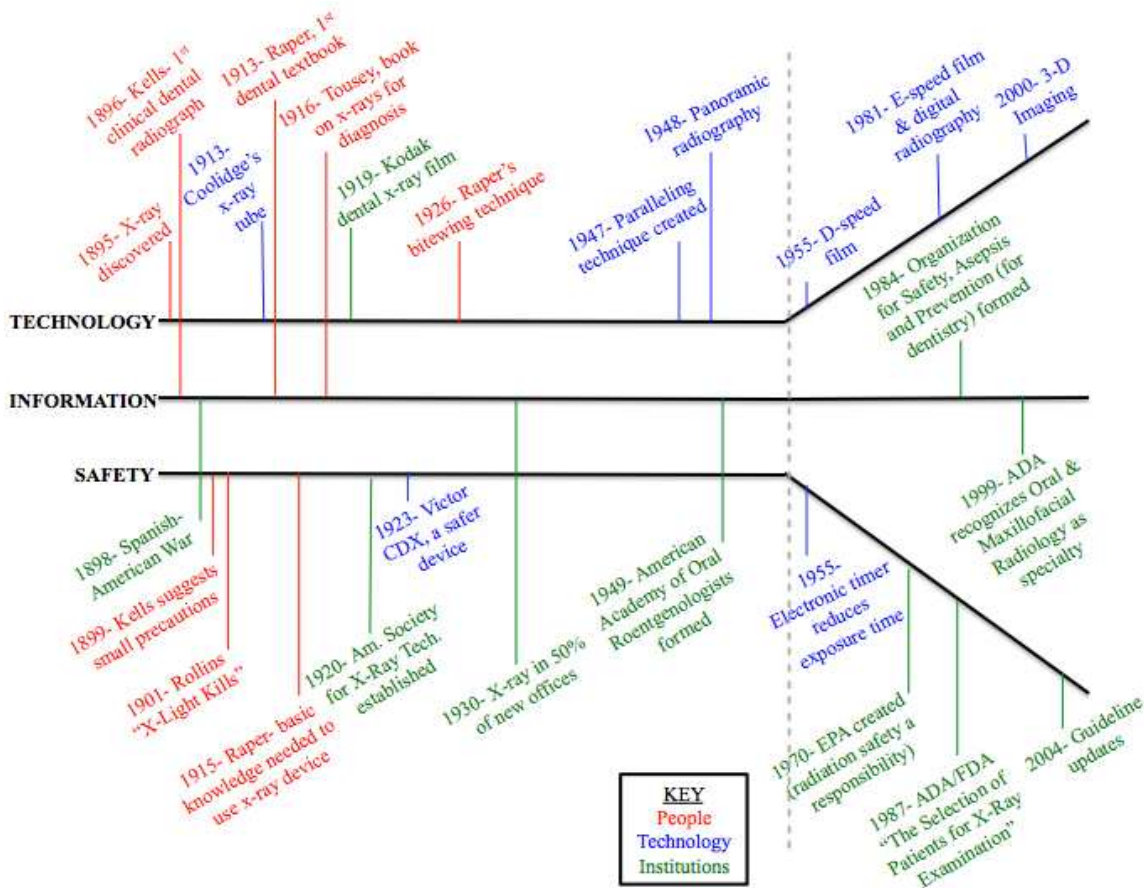 1896- Kells- 1st
clinical dental
radiograph
1913- Raper, 1st
dental textbook
1916- Tousey, book
on x-rays for
diagnosis
1913-
Coolidge's
x-ray
tube
1919- Kodak
dental x-ray film
1895- X-ray
discovered
1926- Raper's
bitewing technique
1948- Panoramic
radiography
1947- Paralleling
technique created
1981- E-speed film
& digital
radiography
2000- 3-D
Imaging
1955- D-speed
film
1984- Organization
for Safety, Asepsis
and Prevention (for
dentistry) formed
TECHNOLOGY
INFORMATION
SAFETY
1898- Spanish-
American War
1899- Kells suggests
small precautions
1901- Rollins
“X-Light Kills”
1915- Raper- basic
knowledge needed to
use x-ray device
1920- Am. Society
for X-Ray Tech.
established
1923- Victor
CDX, a safer
device
1930- X-ray in 50%
of new offices
1949- American
Academy of Oral
Roentgenologists
formed
1955-
Electronic timer
reduces
exposure time
1999- ADA
recognizes Oral &
Maxillofacial
Radiology as
specialty
1970- EPA created
(radiation safety a
responsibility)
1987- ADA/FDA
“The Selection of
Patients for X-Ray
Examination”
2004- Guideline
updates
KEY
People
Technology
Institutions